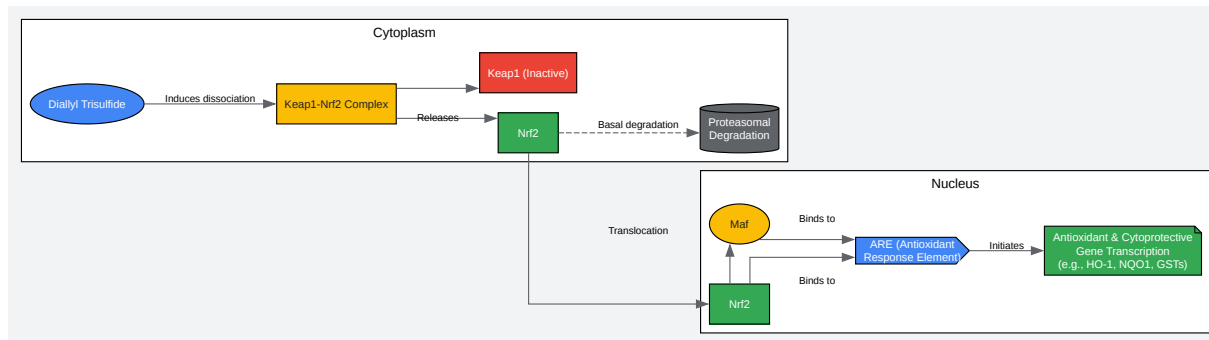 Cytoplasm
Diallyl Trisulfide
Induces dissociation
Keap1-Nrf2 Complex
Keap1 (Inactive)
Releases
Nrf2
Basal degradation
Proteasomal
Degradation
Translocation
Nucleus
Maf
Binds to
Nrf2
Binds to
ARE (Antioxidant
Response Element)
Initiates
Antioxidant & Cytoprotective
Gene Transcription
(e.g., HO-1, NQO1, GSTs)